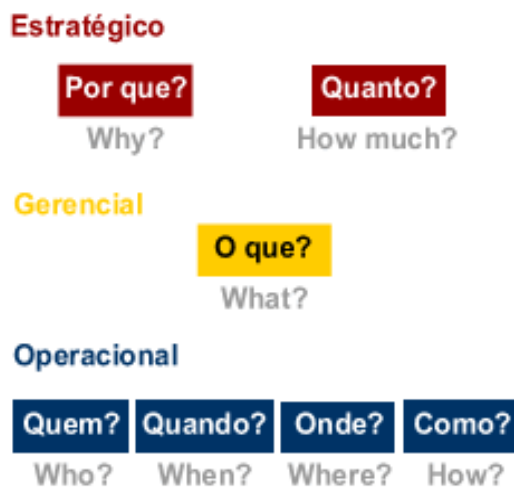 Estratégico
Por que? Quanto?
Why? How much?
Gerencial
O que?
What?
Operacional
Quem? Quando? Onde? Como?
Who? When? Where? How?